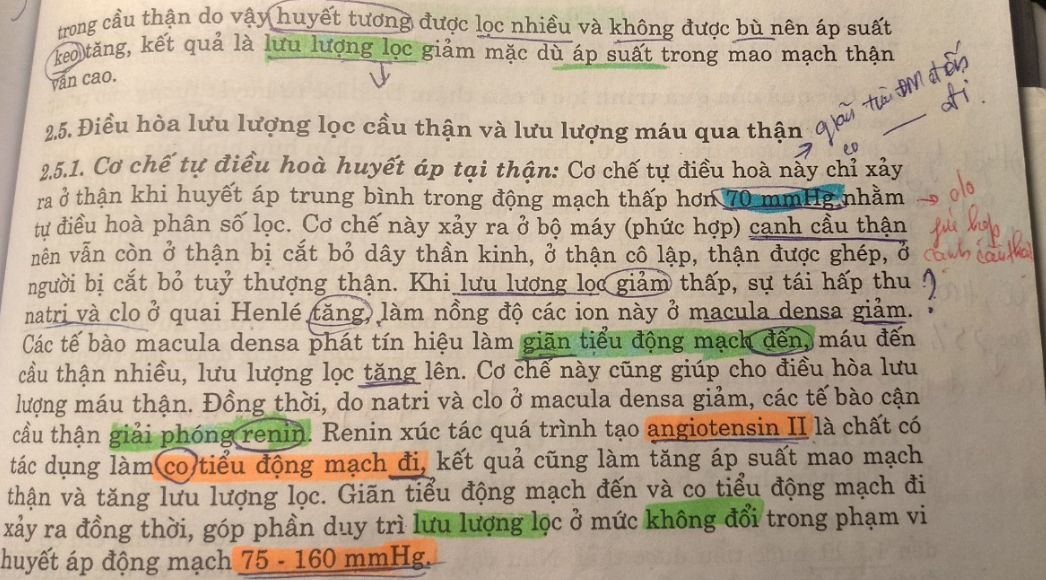 trong cầu thận do vậy huyết tương được lọc nhiều và không được bù nên áp suất
keo tăng, kết quả là lưu lượng lọc giảm mặc dù áp suất trong mao mạch thận
vẫn cao.
giãn tiểu ĐM đến
co đi.
2.5. Điều hòa lưu lượng lọc cầu thận và lưu lượng máu qua thận
2.5.1. Cơ chế tự điều hoà huyết áp tại thận: Cơ chế tự điều hoà này chỉ xảy
ra ở thận khi huyết áp trung bình trong động mạch thấp hơn 70 mmHg nhằm
tự điều hoà phân số lọc. Cơ chế này xảy ra ở bộ máy (phức hợp) cạnh cầu thận
nên vẫn còn ở thận bị cắt bỏ dây thần kinh, ở thận cô lập, thận được ghép, ở
người bị cắt bỏ tuỷ thượng thận. Khi lưu lượng lọc giảm thấp, sự tái hấp thu
natri và clo ở quai Henlé tăng, làm nồng độ các ion này ở macula densa giảm.
Các tế bào macula densa phát tín hiệu làm giãn tiểu động mạch đến, máu đến
cầu thận nhiều, lưu lượng lọc tăng lên. Cơ chế này cũng giúp cho điều hòa lưu
lượng máu thận. Đồng thời, do natri và clo ở macula densa giảm, các tế bào cận
cầu thận giải phóng renin. Renin xúc tác quá trình tạo angiotensin II là chất có
tác dụng làm co tiểu động mạch đi, kết quả cũng làm tăng áp suất mao mạch
thận và tăng lưu lượng lọc. Giãn tiểu động mạch đến và co tiểu động mạch đi
xảy ra đồng thời, góp phần duy trì lưu lượng lọc ở mức không đổi trong phạm vi
huyết áp động mạch 75 - 160 mmHg.
hợp
cạnh cầu thận
?